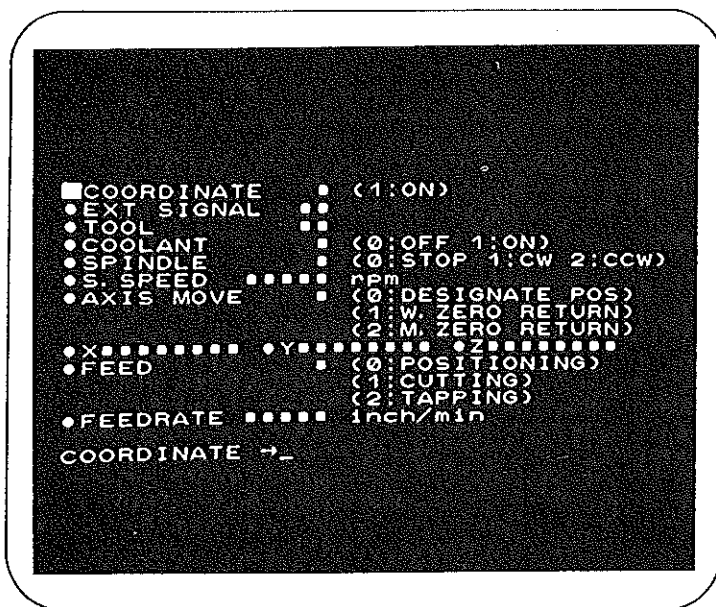 ■COORDINATE ■ (1:ON)
●EXT SIGNAL ■■
●TOOL ■■
●COOLANT ■ (0:OFF 1:ON)
●SPINDLE ■ (0:STOP 1:CW 2:CCW)
●S. SPEED ■■■■■ rpm
●AXIS MOVE ■ (0:DESIGNATE POS)
(1:W. ZERO RETURN)
(2:M. ZERO RETURN)
●X■■■■■■■■ ●Y■■■■■■■■ ●Z■■■■■■■■
●FEED ■ (0:POSITIONING)
(1:CUTTING)
(2:TAPPING)
●FEEDRATE ■■■■■ inch/min
COORDINATE →_